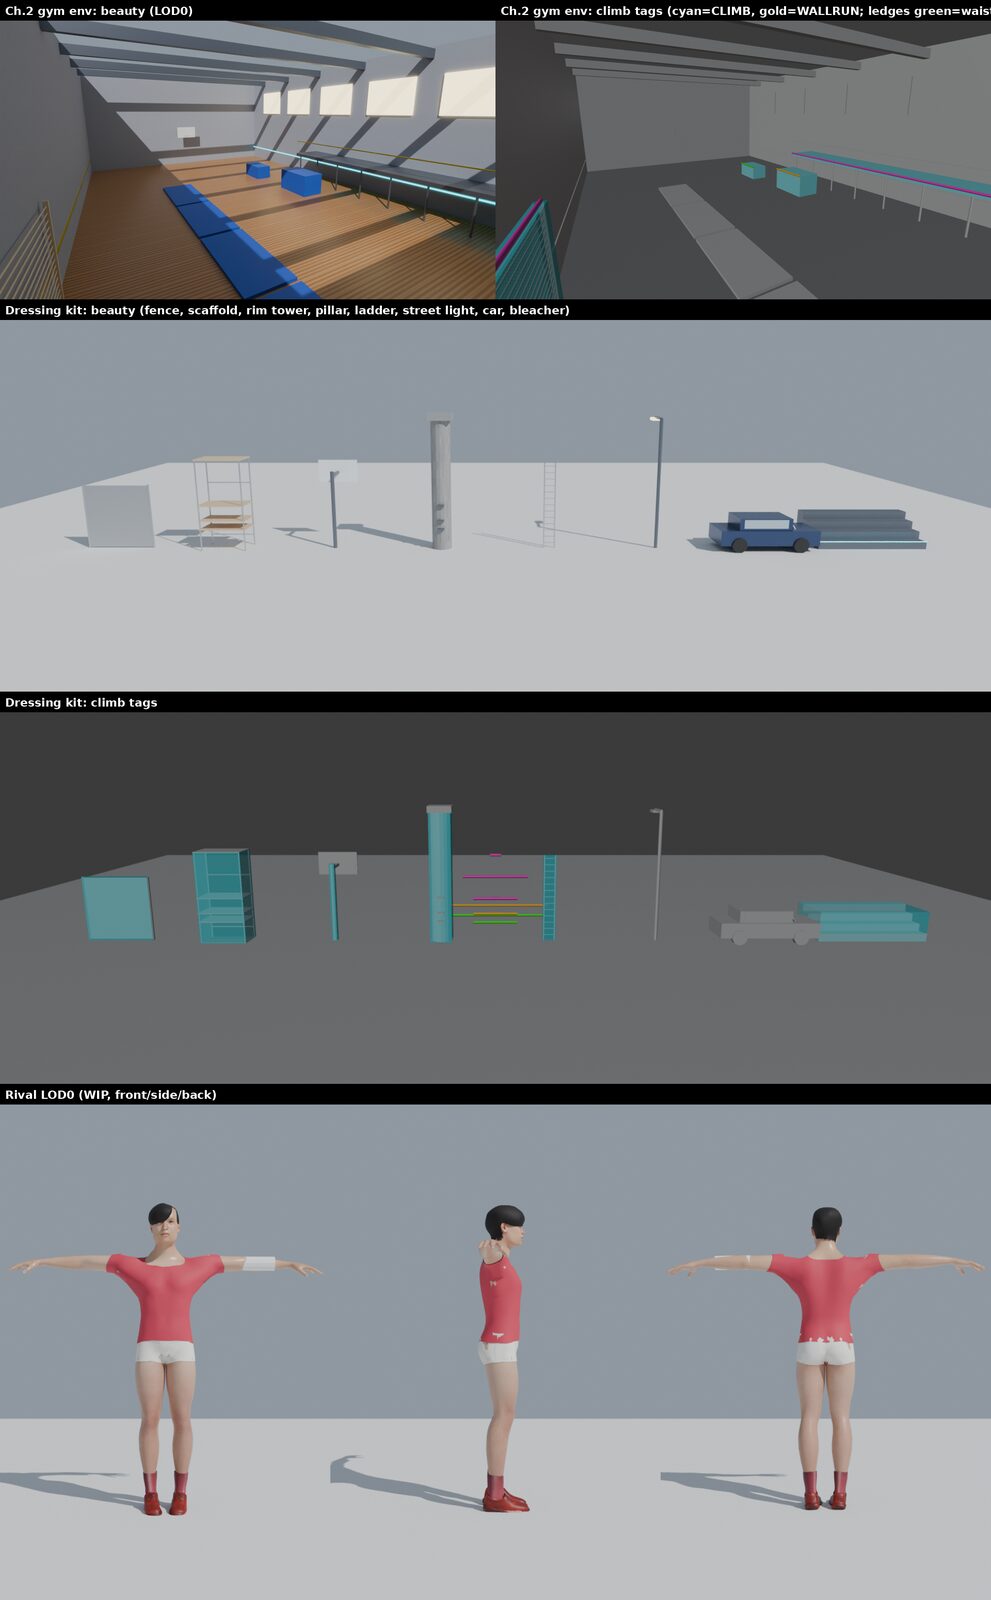 Ch.2 gym env: beauty (LOD0)
Ch.2 gym env: climb tags (cyan=CLIMB, gold=WALLRUN; ledges green=wais
Dressing kit: beauty (fence, scaffold, rim tower, pillar, ladder, street light, car, bleacher)
Dressing kit: climb tags
Rival LOD0 (WIP, front/side/back)